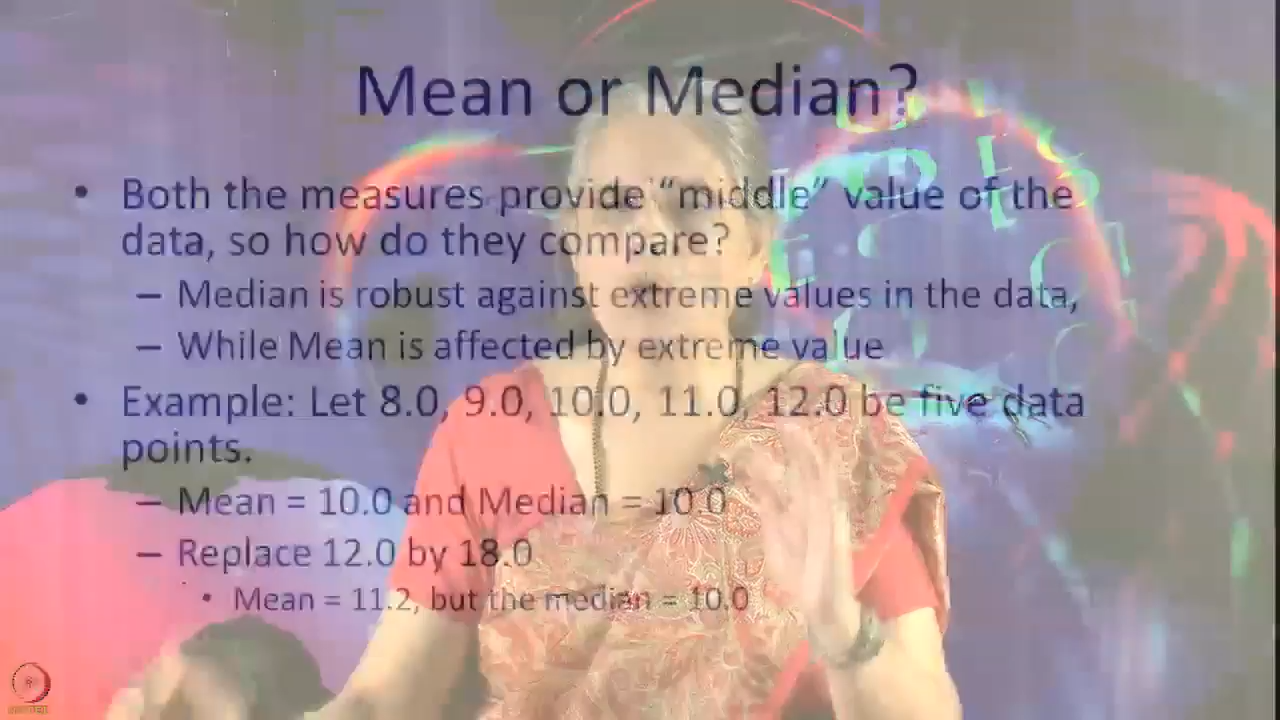 Mean or Median?
• Both the measures provide “middle” value of the
data, so how do they compare?
– Median is robust against extreme values in the data,
– While Mean is affected by extreme value
• Example: Let 8.0, 9.0, 10.0, 11.0, 12.0 be five data
points.
– Mean = 10.0 and Median = 10.0
– Replace 12.0 by 18.0
• Mean = 11.2, but the median = 10.0